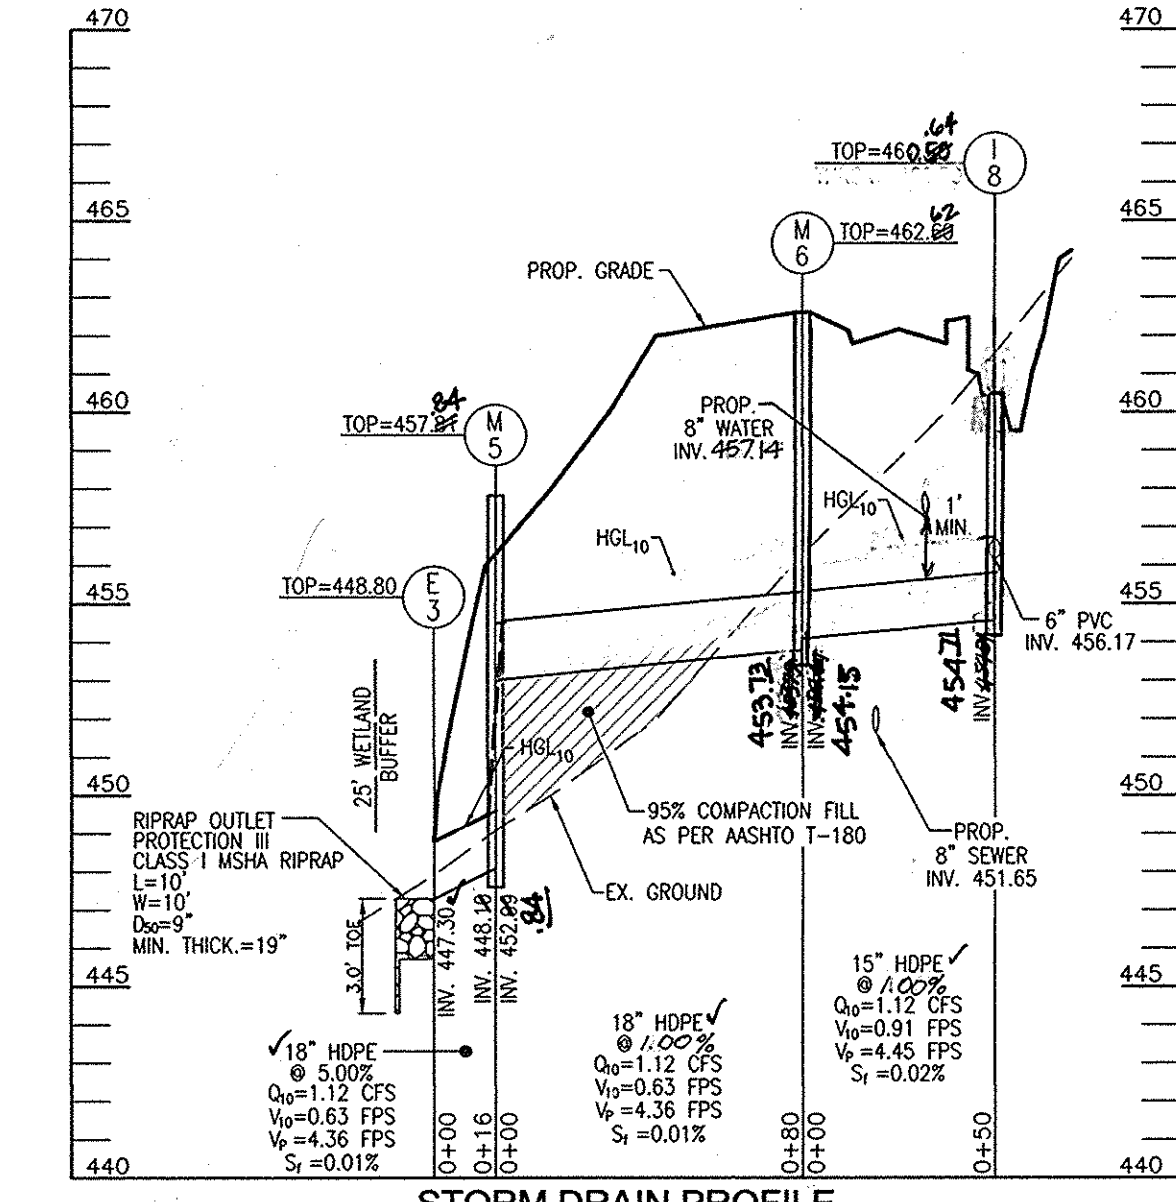 470
470
.64
TOP=460.50
I
8
465
465
62
TOP=462.60
M
6
PROP. GRADE
460
460
.84
TOP=457.81
M
5
PROP.
8" WATER
INV. 457.14
HGL10
1'
MIN.
HGL10
455
455
TOP=448.80
E
3
6" PVC
INV. 456.17
454.71
INV.
453.73
INV.
INV.
454.15
25' WETLAND
BUFFER
HGL10
450
450
RIPRAP OUTLET
PROTECTION III
CLASS I MSHA RIPRAP
L=10'
W=10'
D50=9"
MIN. THICK.=19"
95% COMPACTION FILL
AS PER AASHTO T-180
PROP.
8" SEWER
INV. 451.65
EX. GROUND
3.0' TOE
INV. 447.30
INV. 448.10
INV. 452.89
.84
445
445
18" HDPE
@ 5.00%
Q10=1.12 CFS
V10=0.63 FPS
VP=4.36 FPS
Sf=0.01%
18" HDPE
@ 1.00%
Q10=1.12 CFS
V10=0.63 FPS
VP=4.36 FPS
Sf=0.01%
15" HDPE
@ 1.00%
Q10=1.12 CFS
V10=0.91 FPS
VP=4.45 FPS
Sf=0.02%
0+00
0+16
0+00
0+80
0+00
0+50
440
440
STORM DRAIN PROFILE